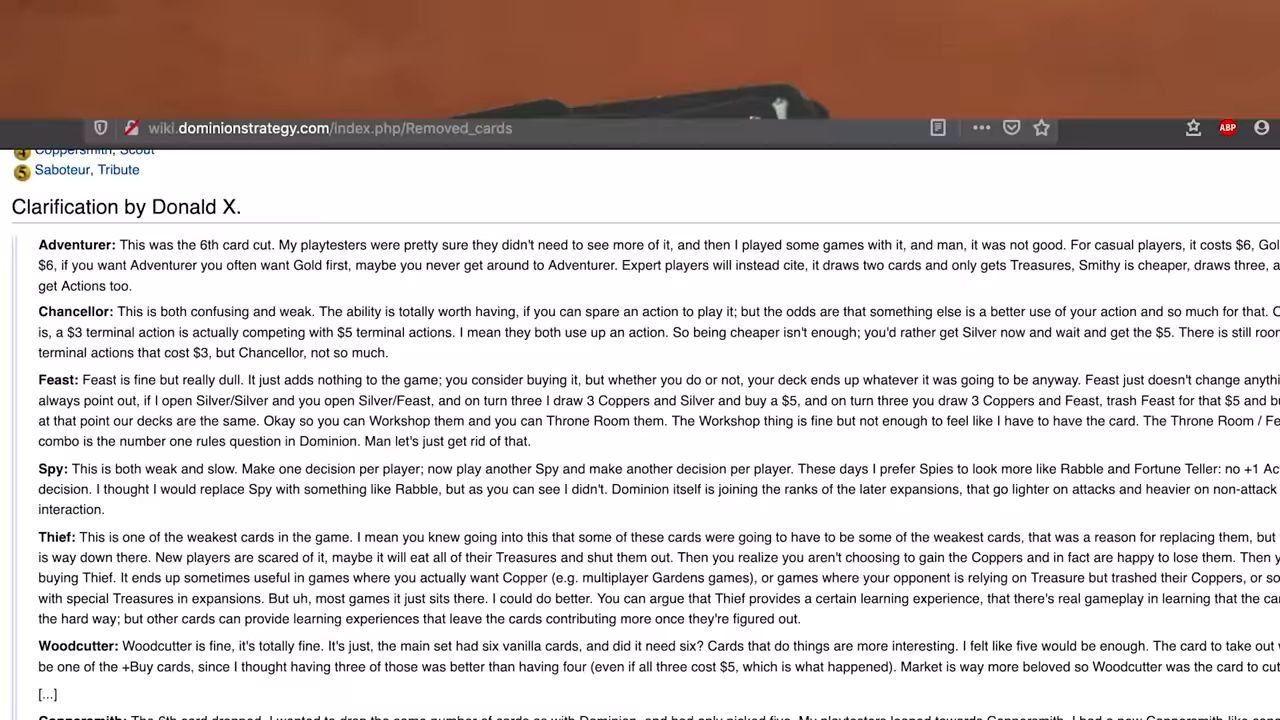 wiki.dominionstrategy.com/index.php/Removed_cards
ABP
Coppersmith, Scout
5 Saboteur, Tribute
Clarification by Donald X.
Adventurer: This was the 6th card cut. My playtesters were pretty sure they didn't need to see more of it, and then I played some games with it, and man, it was not good. For casual players, it costs $6,
$6, if you want Adventurer you often want Gold first, maybe you never get around to Adventurer. Expert players will instead cite, it draws two cards and only gets Treasures, Smithy is cheaper, draws three,
get Actions too.
Chancellor: This is both confusing and weak. The ability is totally worth having, if you can spare an action to play it; but the odds are that something else is a better use of your action and so much for that.
is, a $3 terminal action is actually competing with $5 terminal actions. I mean they both use up an action. So being cheaper isn't enough; you'd rather get Silver now and wait and get the $5. There is still
terminal actions that cost $3, but Chancellor, not so much.
Feast: Feast is fine but really dull. It just adds nothing to the game; you consider buying it, but whether you do or not, your deck ends up whatever it was going to be anyway. Feast just doesn't change
always point out, if I open Silver/Silver and you open Silver/Feast, and on turn three I draw 3 Coppers and Silver and buy a $5, and on turn three you draw 3 Coppers and Feast, trash Feast for that $5 and
at that point our decks are the same. Okay so you can Workshop them and you can Throne Room them. The Workshop thing is fine but not enough to feel like I have to have the card. The Throne Room /
combo is the number one rules question in Dominion. Man let's just get rid of that.
Spy: This is both weak and slow. Make one decision per player; now play another Spy and make another decision per player. These days I prefer Spies to look more like Rabble and Fortune Teller: no +1
decision. I thought I would replace Spy with something like Rabble, but as you can see I didn't. Dominion itself is joining the ranks of the later expansions, that go lighter on attacks and heavier on non-attack
interaction.
Thief: This is one of the weakest cards in the game. I mean you knew going into this that some of these cards were going to have to be some of the weakest cards, that was a reason for replacing them, but
is way down there. New players are scared of it, maybe it will eat all of their Treasures and shut them out. Then you realize you aren't choosing to gain the Coppers and in fact are happy to lose them. Then
buying Thief. It ends up sometimes useful in games where you actually want Copper (e.g. multiplayer Gardens games), or games where your opponent is relying on Treasure but trashed their Coppers, or
with special Treasures in expansions. But uh, most games it just sits there. I could do better. You can argue that Thief provides a certain learning experience, that there's real gameplay in learning that the
the hard way; but other cards can provide learning experiences that leave the cards contributing more once they're figured out.
Woodcutter: Woodcutter is fine, it's totally fine. It's just, the main set had six vanilla cards, and did it need six? Cards that do things are more interesting. I felt like five would be enough. The card to take out
be one of the +Buy cards, since I thought having three of those was better than having four (even if all three cost $5, which is what happened). Market is way more beloved so Woodcutter was the card to cut
[...]
Coppersmith: The 6th card dropped. I wanted to drop the same number of cards as with Dominion, and had only picked five. My playtesters leaned towards Coppersmith. I had a new Coppersmith-like